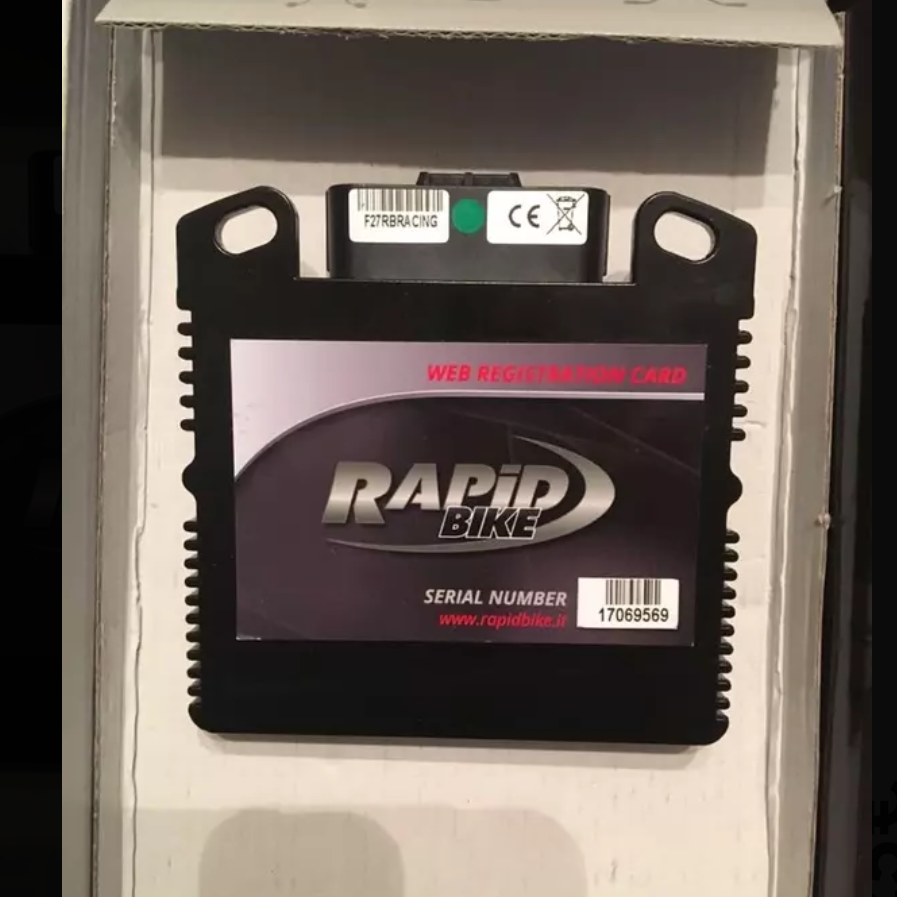 F27RBRACING
CE
WEB REGISTRATION CARD
RAPiD
BIKE
SERIAL NUMBER
www.rapidbike.it
17069569